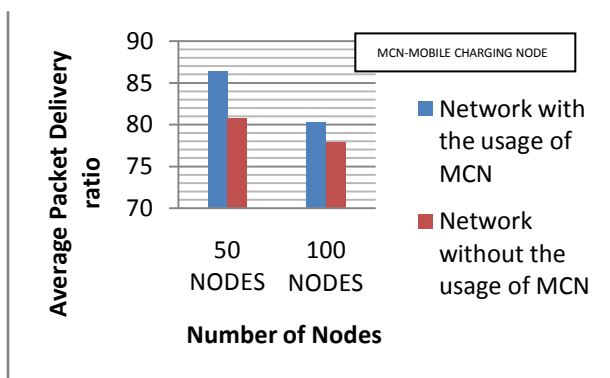 Average Packet Delivery
ratio
90
85
80
75
70
50
NODES
100
NODES
Number of Nodes
MCN-MOBILE CHARGING NODE
Network with
the usage of
MCN
Network
without the
usage of MCN